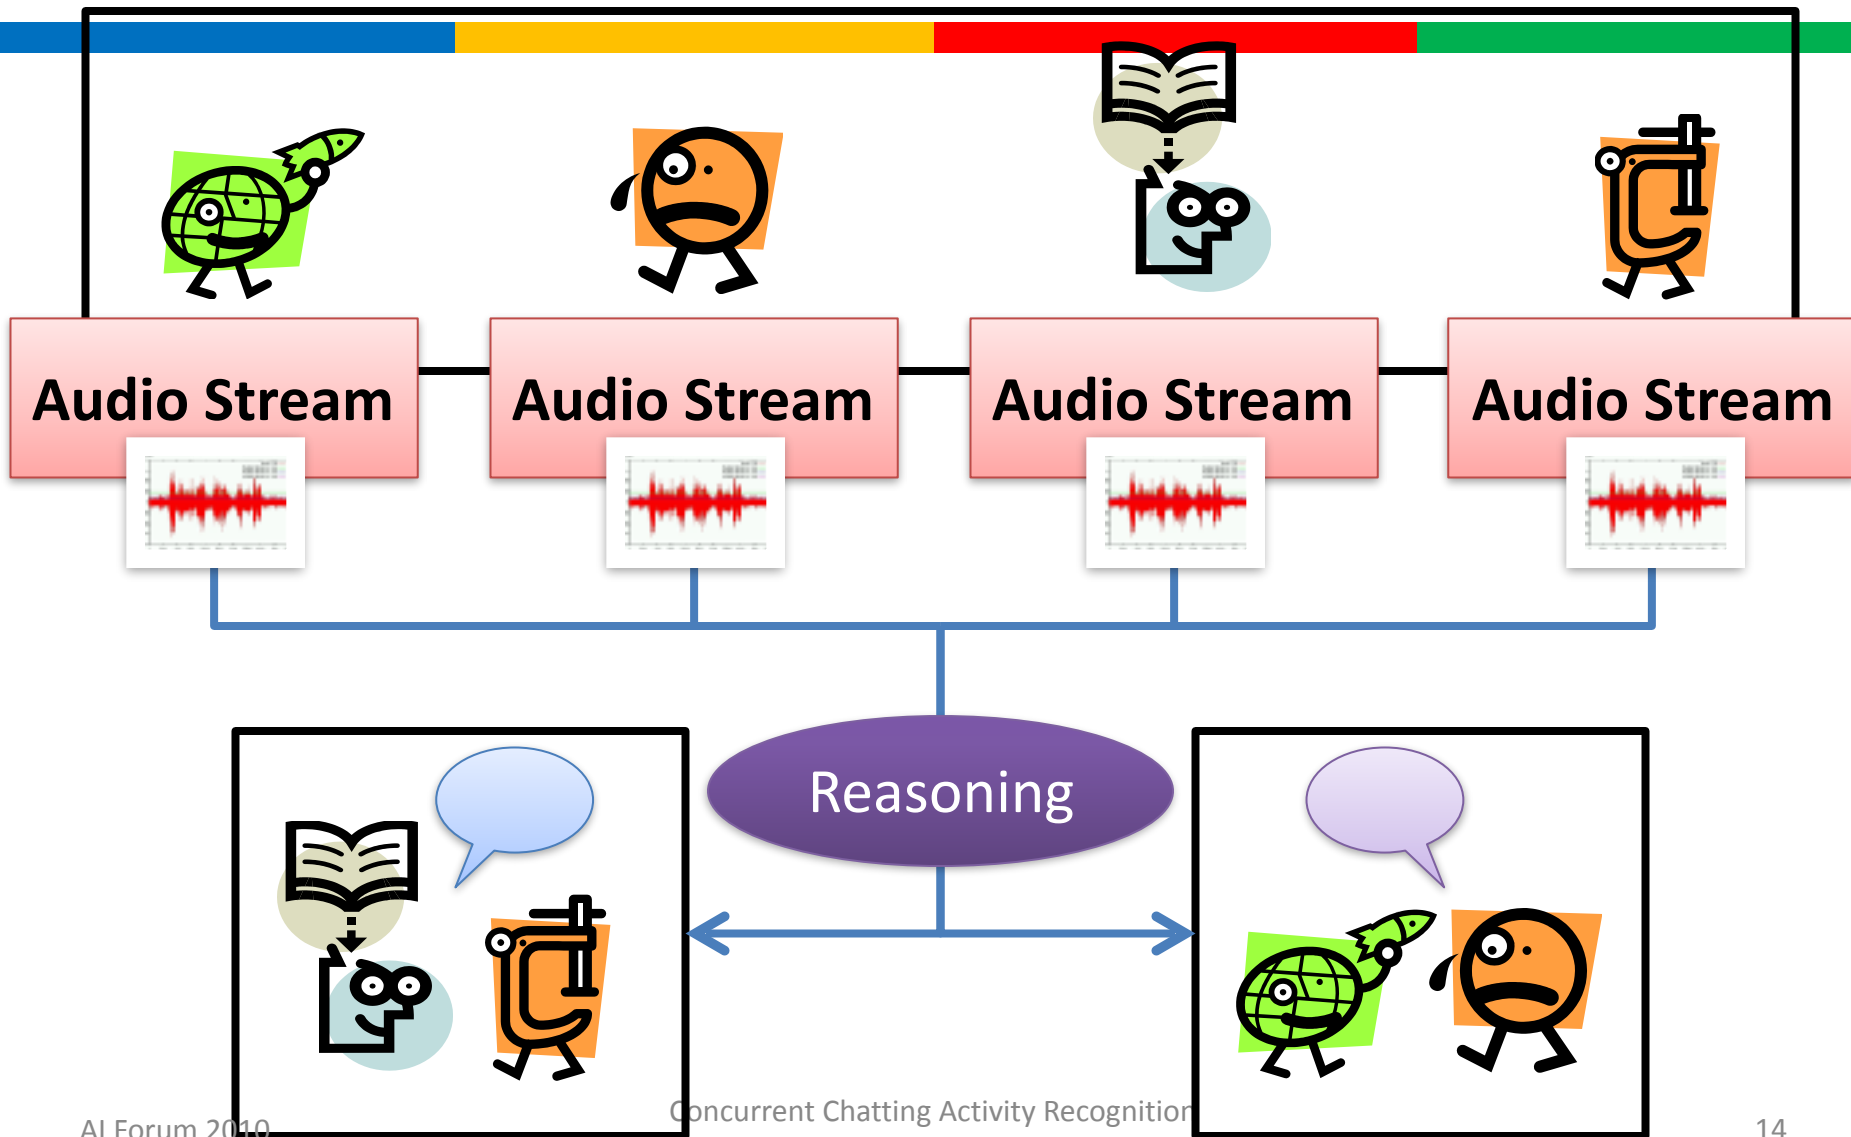 Audio Stream
Audio Stream
Audio Stream
Audio Stream
Reasoning
Concurrent Chatting Activity Recognition
AI Forum 2010
14